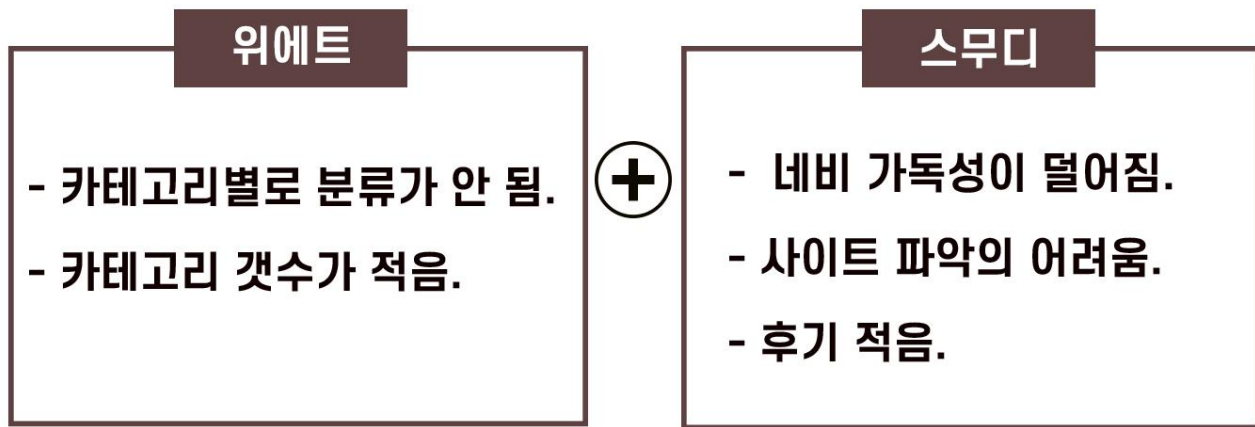 위에트
- 카테고리별로 분류가 안 됨.
- 카테고리 갯수가 적음.
+
스무디
- 네비 가독성이 덜어짐.
- 사이트 파악의 어려움.
- 후기 적음.